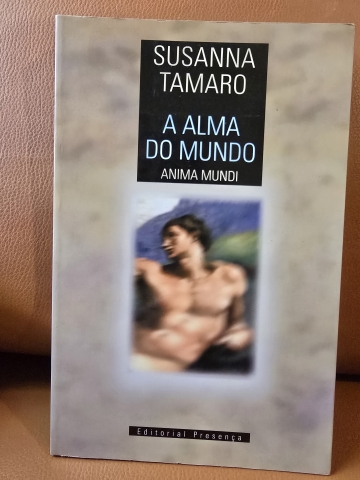 SUSANNA
TAMARO
A ALMA
DO MUNDO
ANIMA MUNDI
Editorial Presença